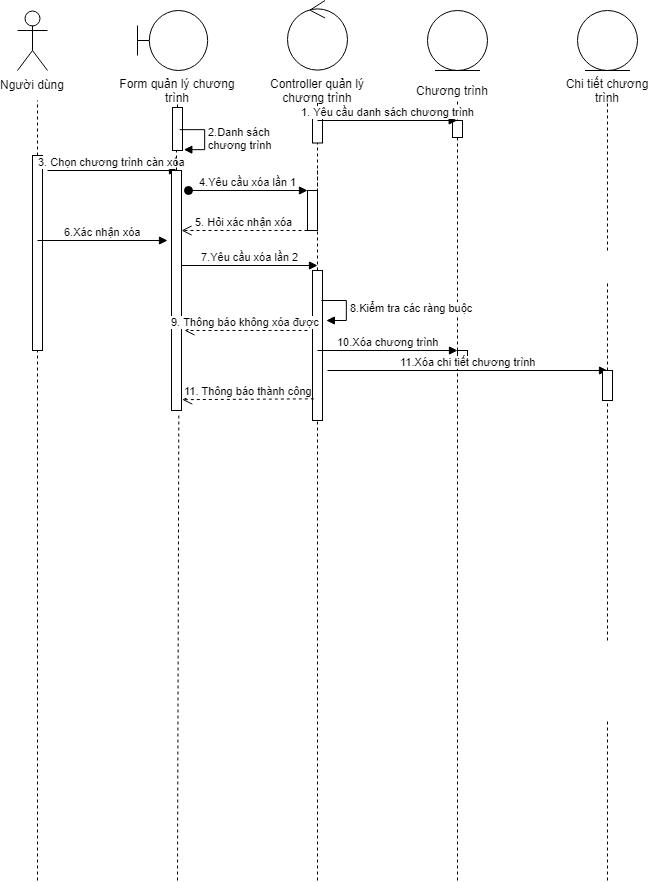 Người dùng
Form quản lý chương
trình
Controller quản lý
chương trình
Chương trình
Chi tiết chương
trình
1. Yêu cầu danh sách chương trình
2.Danh sách
chương trình
3. Chọn chương trình cần xóa
4.Yêu cầu xóa lần 1
5. Hỏi xác nhận xóa
6.Xác nhận xóa
7.Yêu cầu xóa lần 2
8.Kiểm tra các ràng buộc
9. Thông báo không xóa được
10.Xóa chương trình
11.Xóa chi tiết chương trình
11. Thông báo thành công